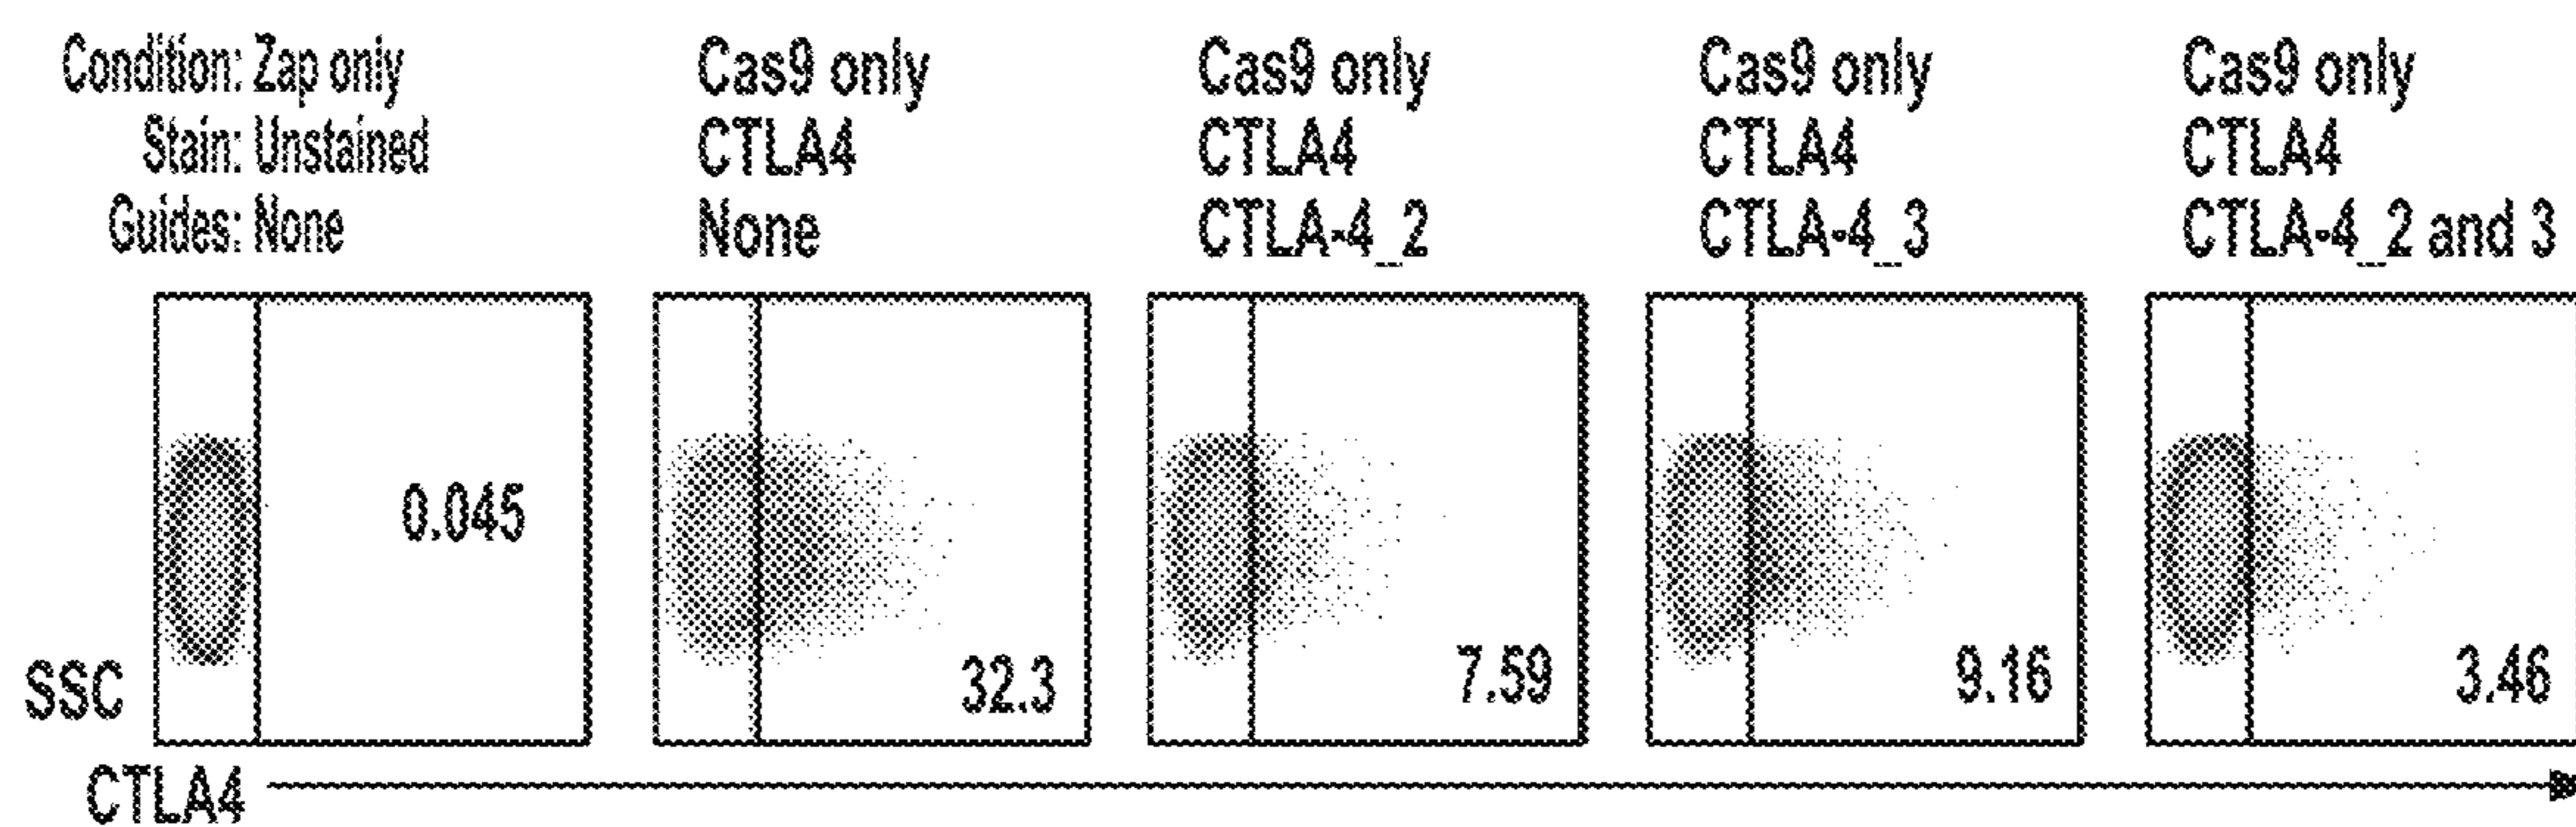 Condition: Zap only
Stain: Unstained
Guides: None
Cas9 only
CTLA4
None
Cas9 only
CTLA4
CTLA-4_2
Cas9 only
CTLA4
CTLA-4_3
Cas9 only
CTLA4
CTLA-4_2 and 3
0.045
32.3
7.59
9.16
3.46
SSC
CTLA4